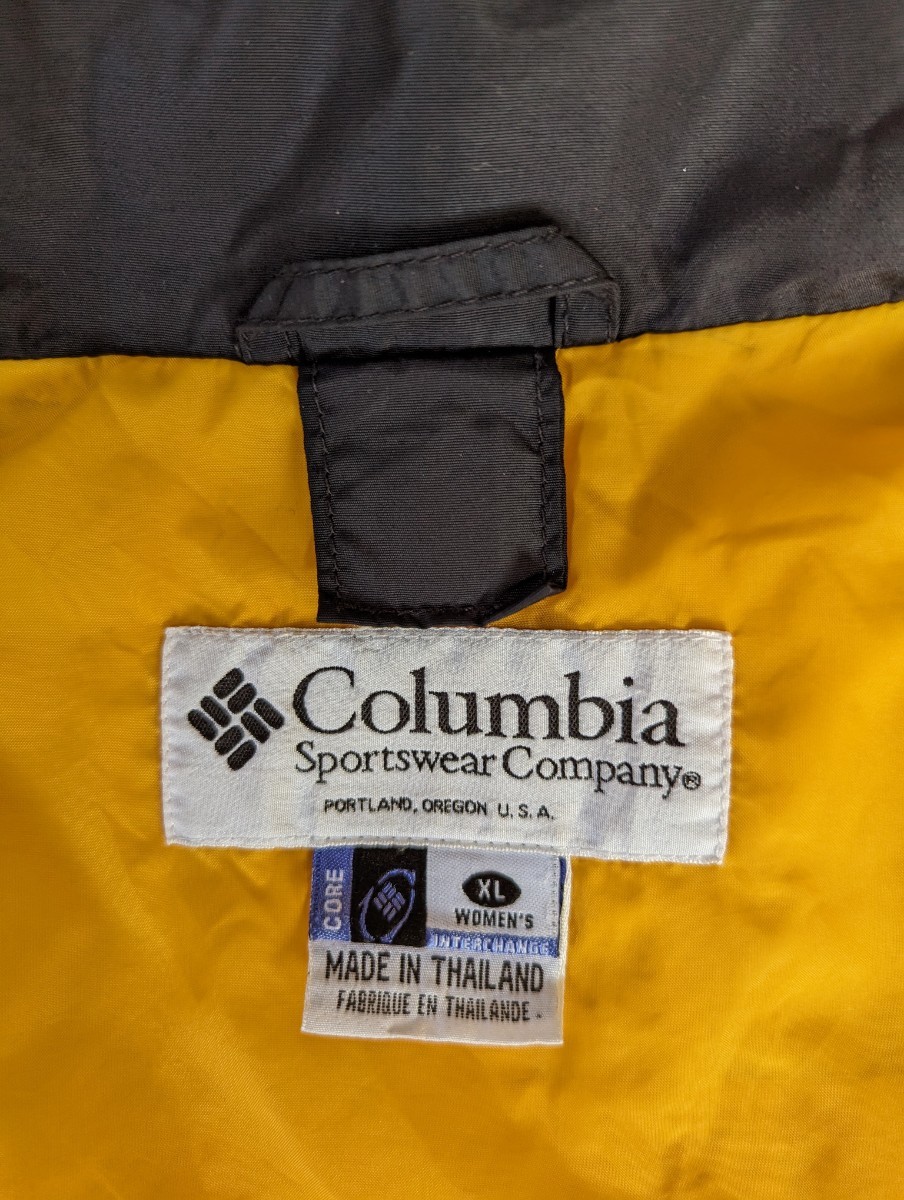 Columbia
Sportswear Company®
PORTLAND, OREGON U.S.A.
CORE
XL
WOMEN'S
INTERCHANGE
MADE IN THAILAND
FABRIQUE EN THAILANDE